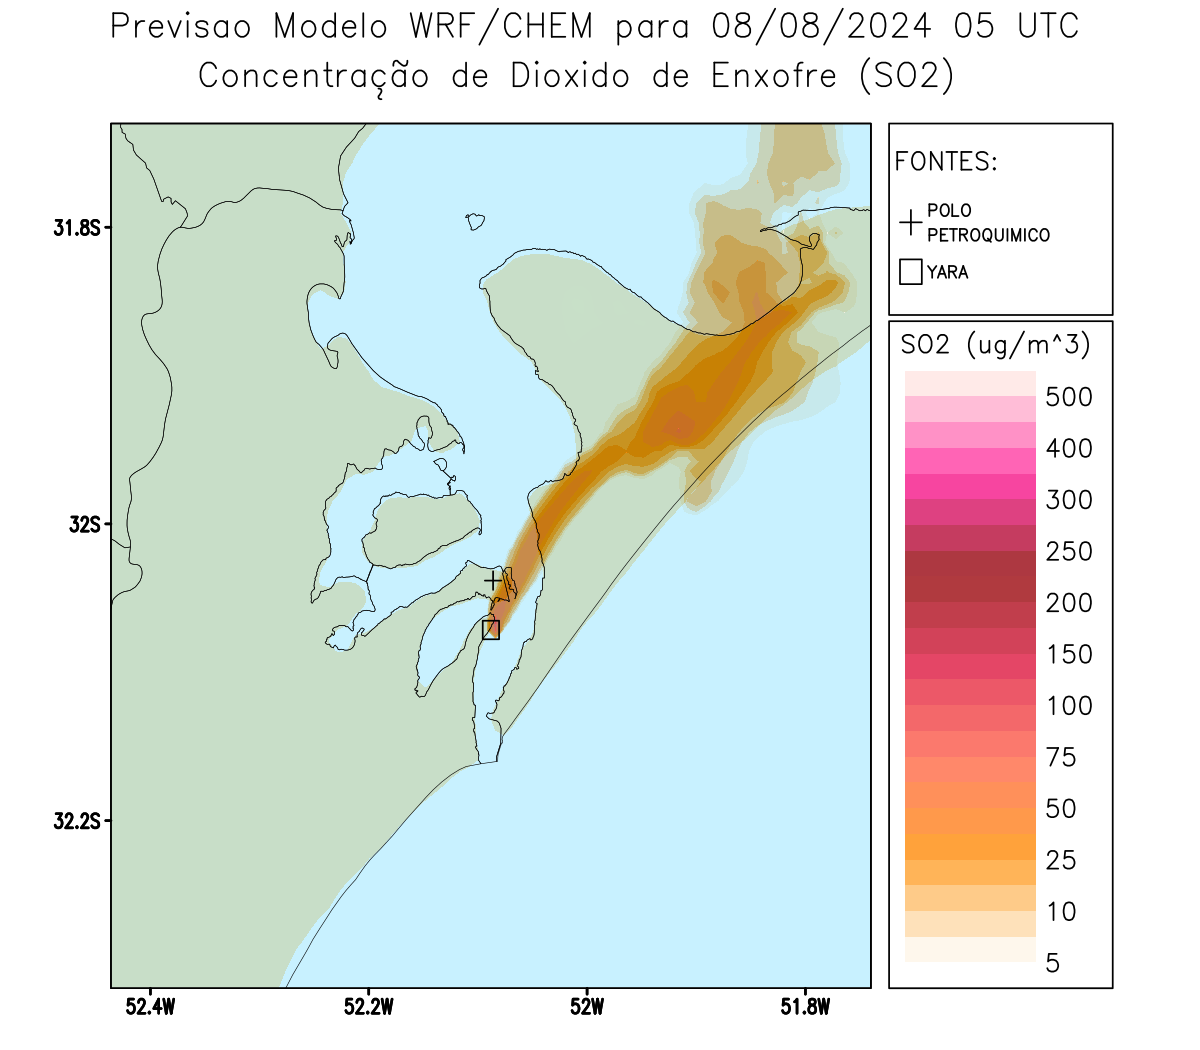 Previsao Modelo WRF/CHEM para 08/08/2024 05 UTC
Concentração de Dioxido de Enxofre (SO2)
FONTES:
POLO
PETROQUIMICO
YARA
SO2 (ug/m^3)
500
400
300
250
200
150
100
75
50
25
10
5
31.8S
32S
32.2S
52.4W
52.2W
52W
51.8W